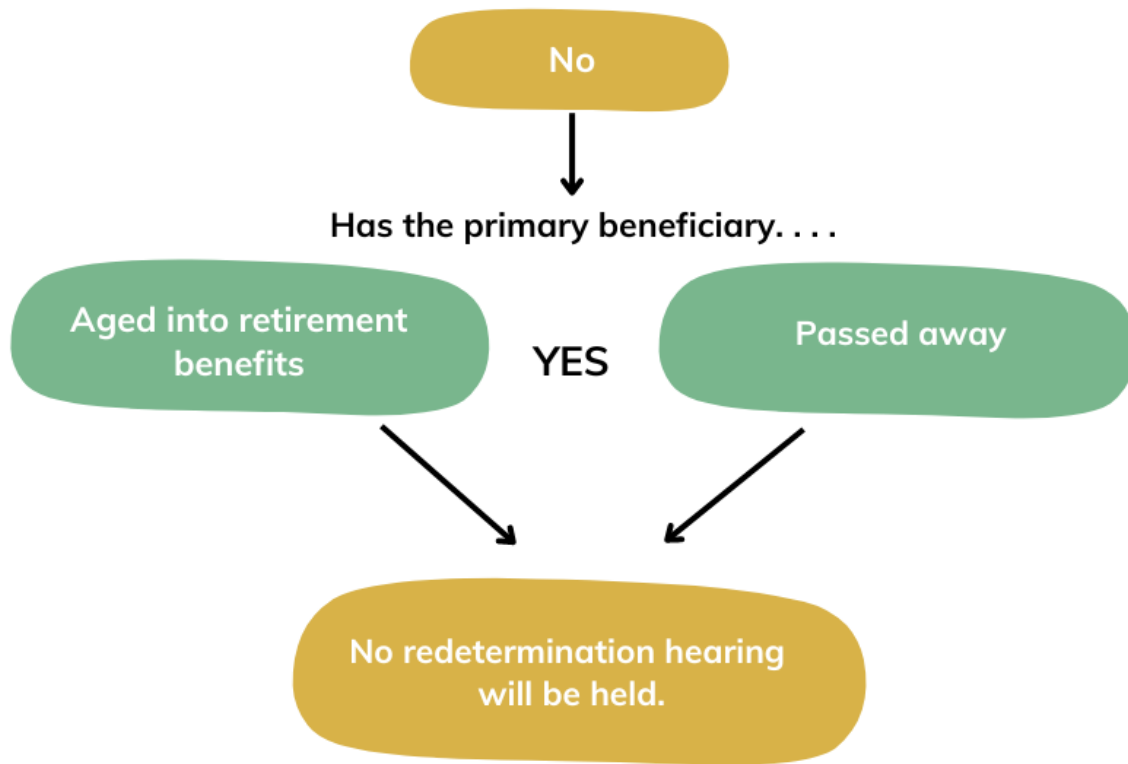 No
Has the primary beneficiary. . . .
Aged into retirement
benefits
YES
Passed away
No redetermination hearing
will be held.